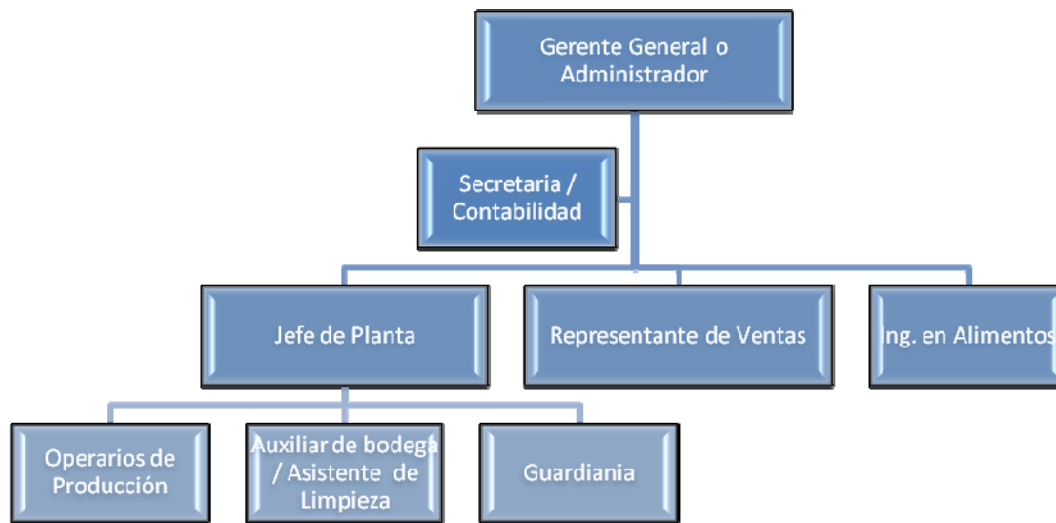 Gerente General o
Administrador
Secretaria /
Contabilidad
Jefe de Planta
Representante de Ventas
Ing. en Alimentos
Operarios de
Producción
Auxiliar de bodega
/ Asistente de
Limpieza
Guardiania